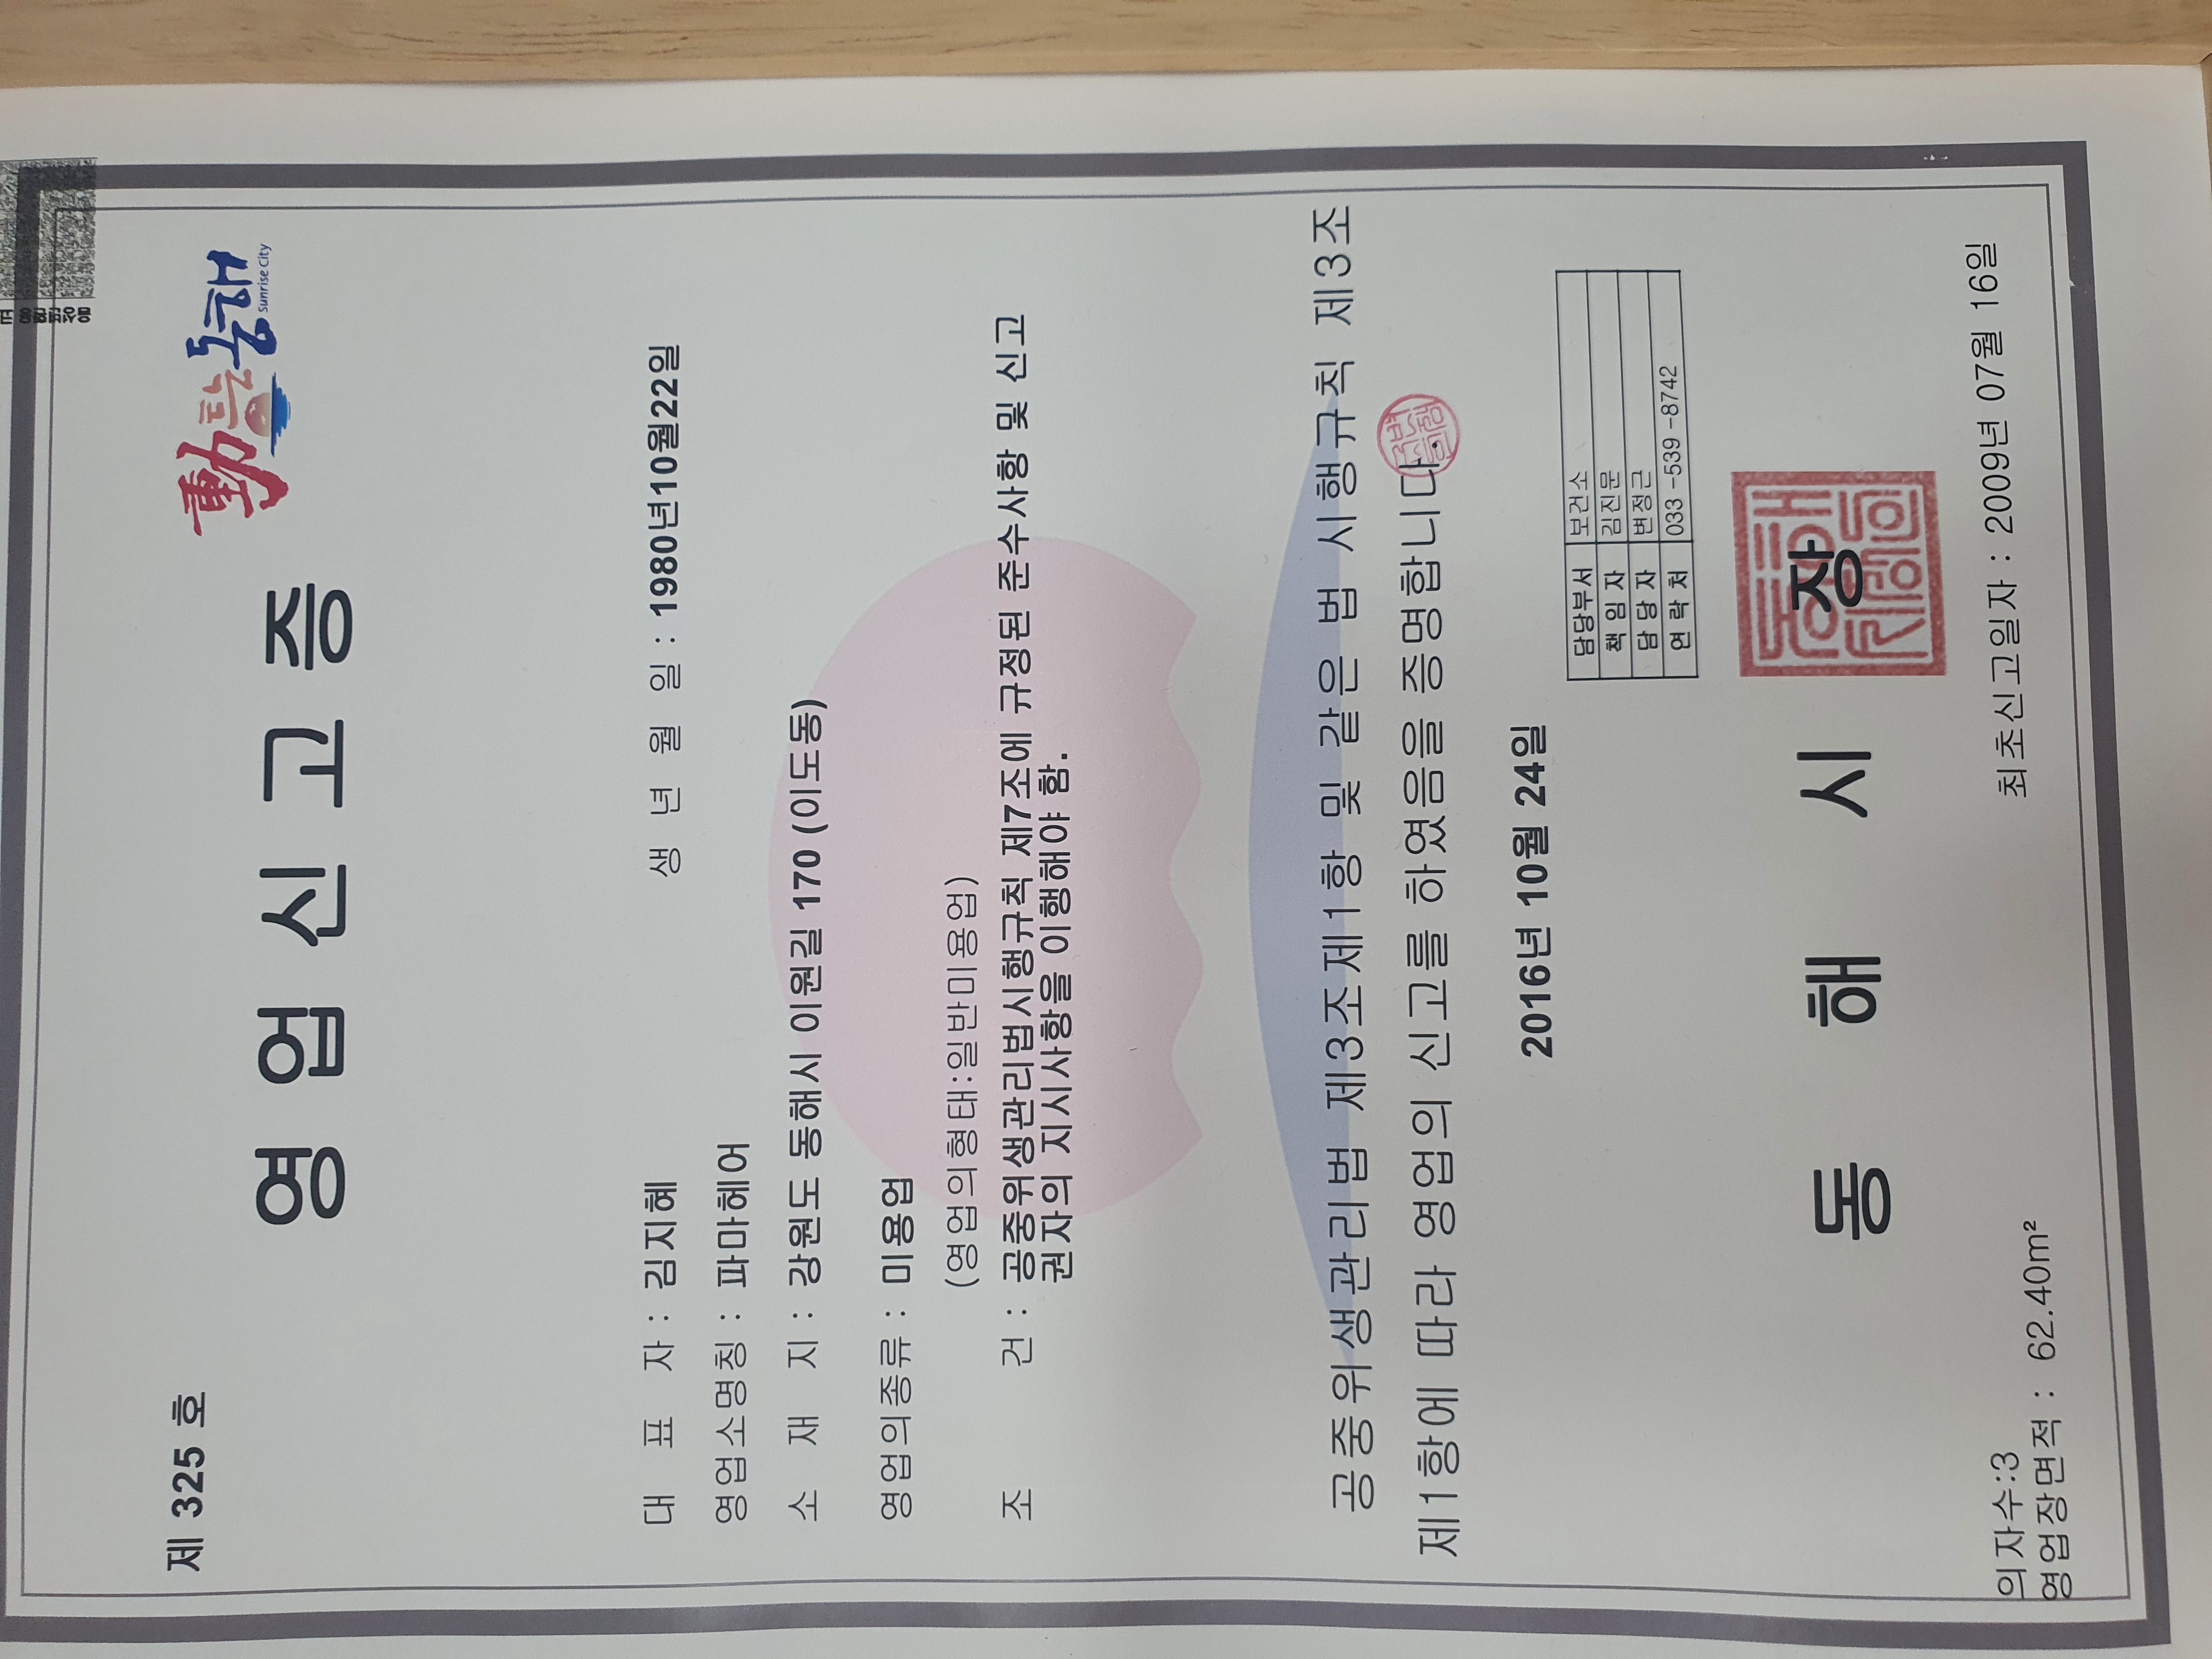 제 325 호
動트는동해
Sunrise City
영업신고증
대 표 자 : 김지혜 생 년 월 일 : 1980년10월22일
영업소명칭 : 파마헤어
소 재 지 : 강원도 동해시 이원길 170 (이도동)
영업의종류 : 미용업
(영업의형태:일반미용업)
조 건 : 공중위생관리법시행규칙 제7조에 규정된 준수사항 및 신고
권자의 지시사항을 이행해야 함.
공중위생관리법 제3조제1항 및 같은 법 시행규칙 제3조
제1항에 따라 영업의 신고를 하였음을 증명합니다.
2016년 10월 24일
담당부서 보건소
책 임 자 김진문
담 당 자 변정근
연 락 처 033 -539 -8742
동 해 시 장
최초신고일자 : 2009년 07월 16일
의자수:3
영업장면적 : 62.40m²